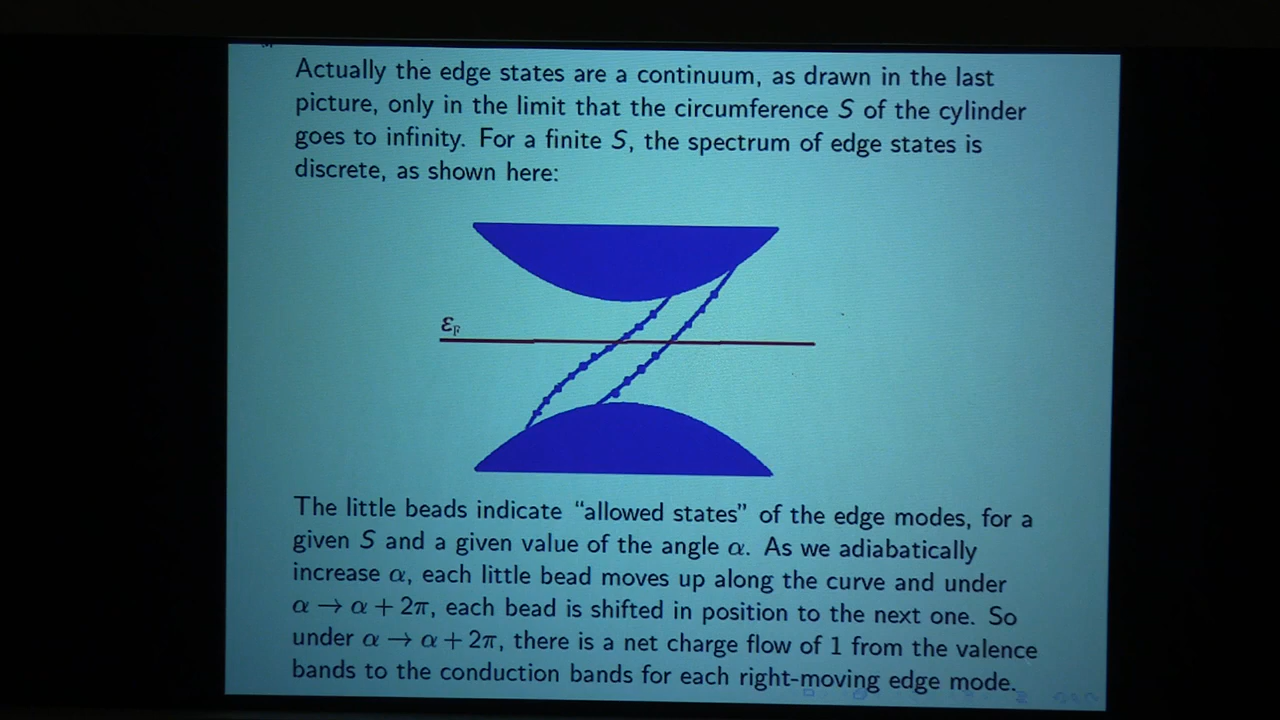 Actually the edge states are a continuum, as drawn in the last
picture, only in the limit that the circumference S of the cylinder
goes to infinity. For a finite S, the spectrum of edge states is
discrete, as shown here:
εF
The little beads indicate “allowed states” of the edge modes, for a
given S and a given value of the angle α. As we adiabatically
increase α, each little bead moves up along the curve and under
α → α + 2π, each bead is shifted in position to the next one. So
under α → α + 2π, there is a net charge flow of 1 from the valence
bands to the conduction bands for each right-moving edge mode.